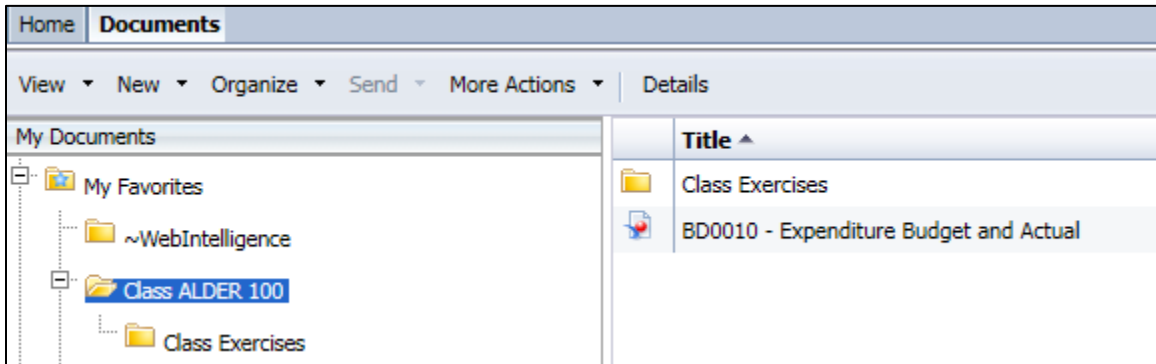 Home Documents
View New Organize Send More Actions Details
My Documents
Title
My Favorites
Class Exercises
~WebIntelligence
BD0010 - Expenditure Budget and Actual
Class ALDER 100
Class Exercises